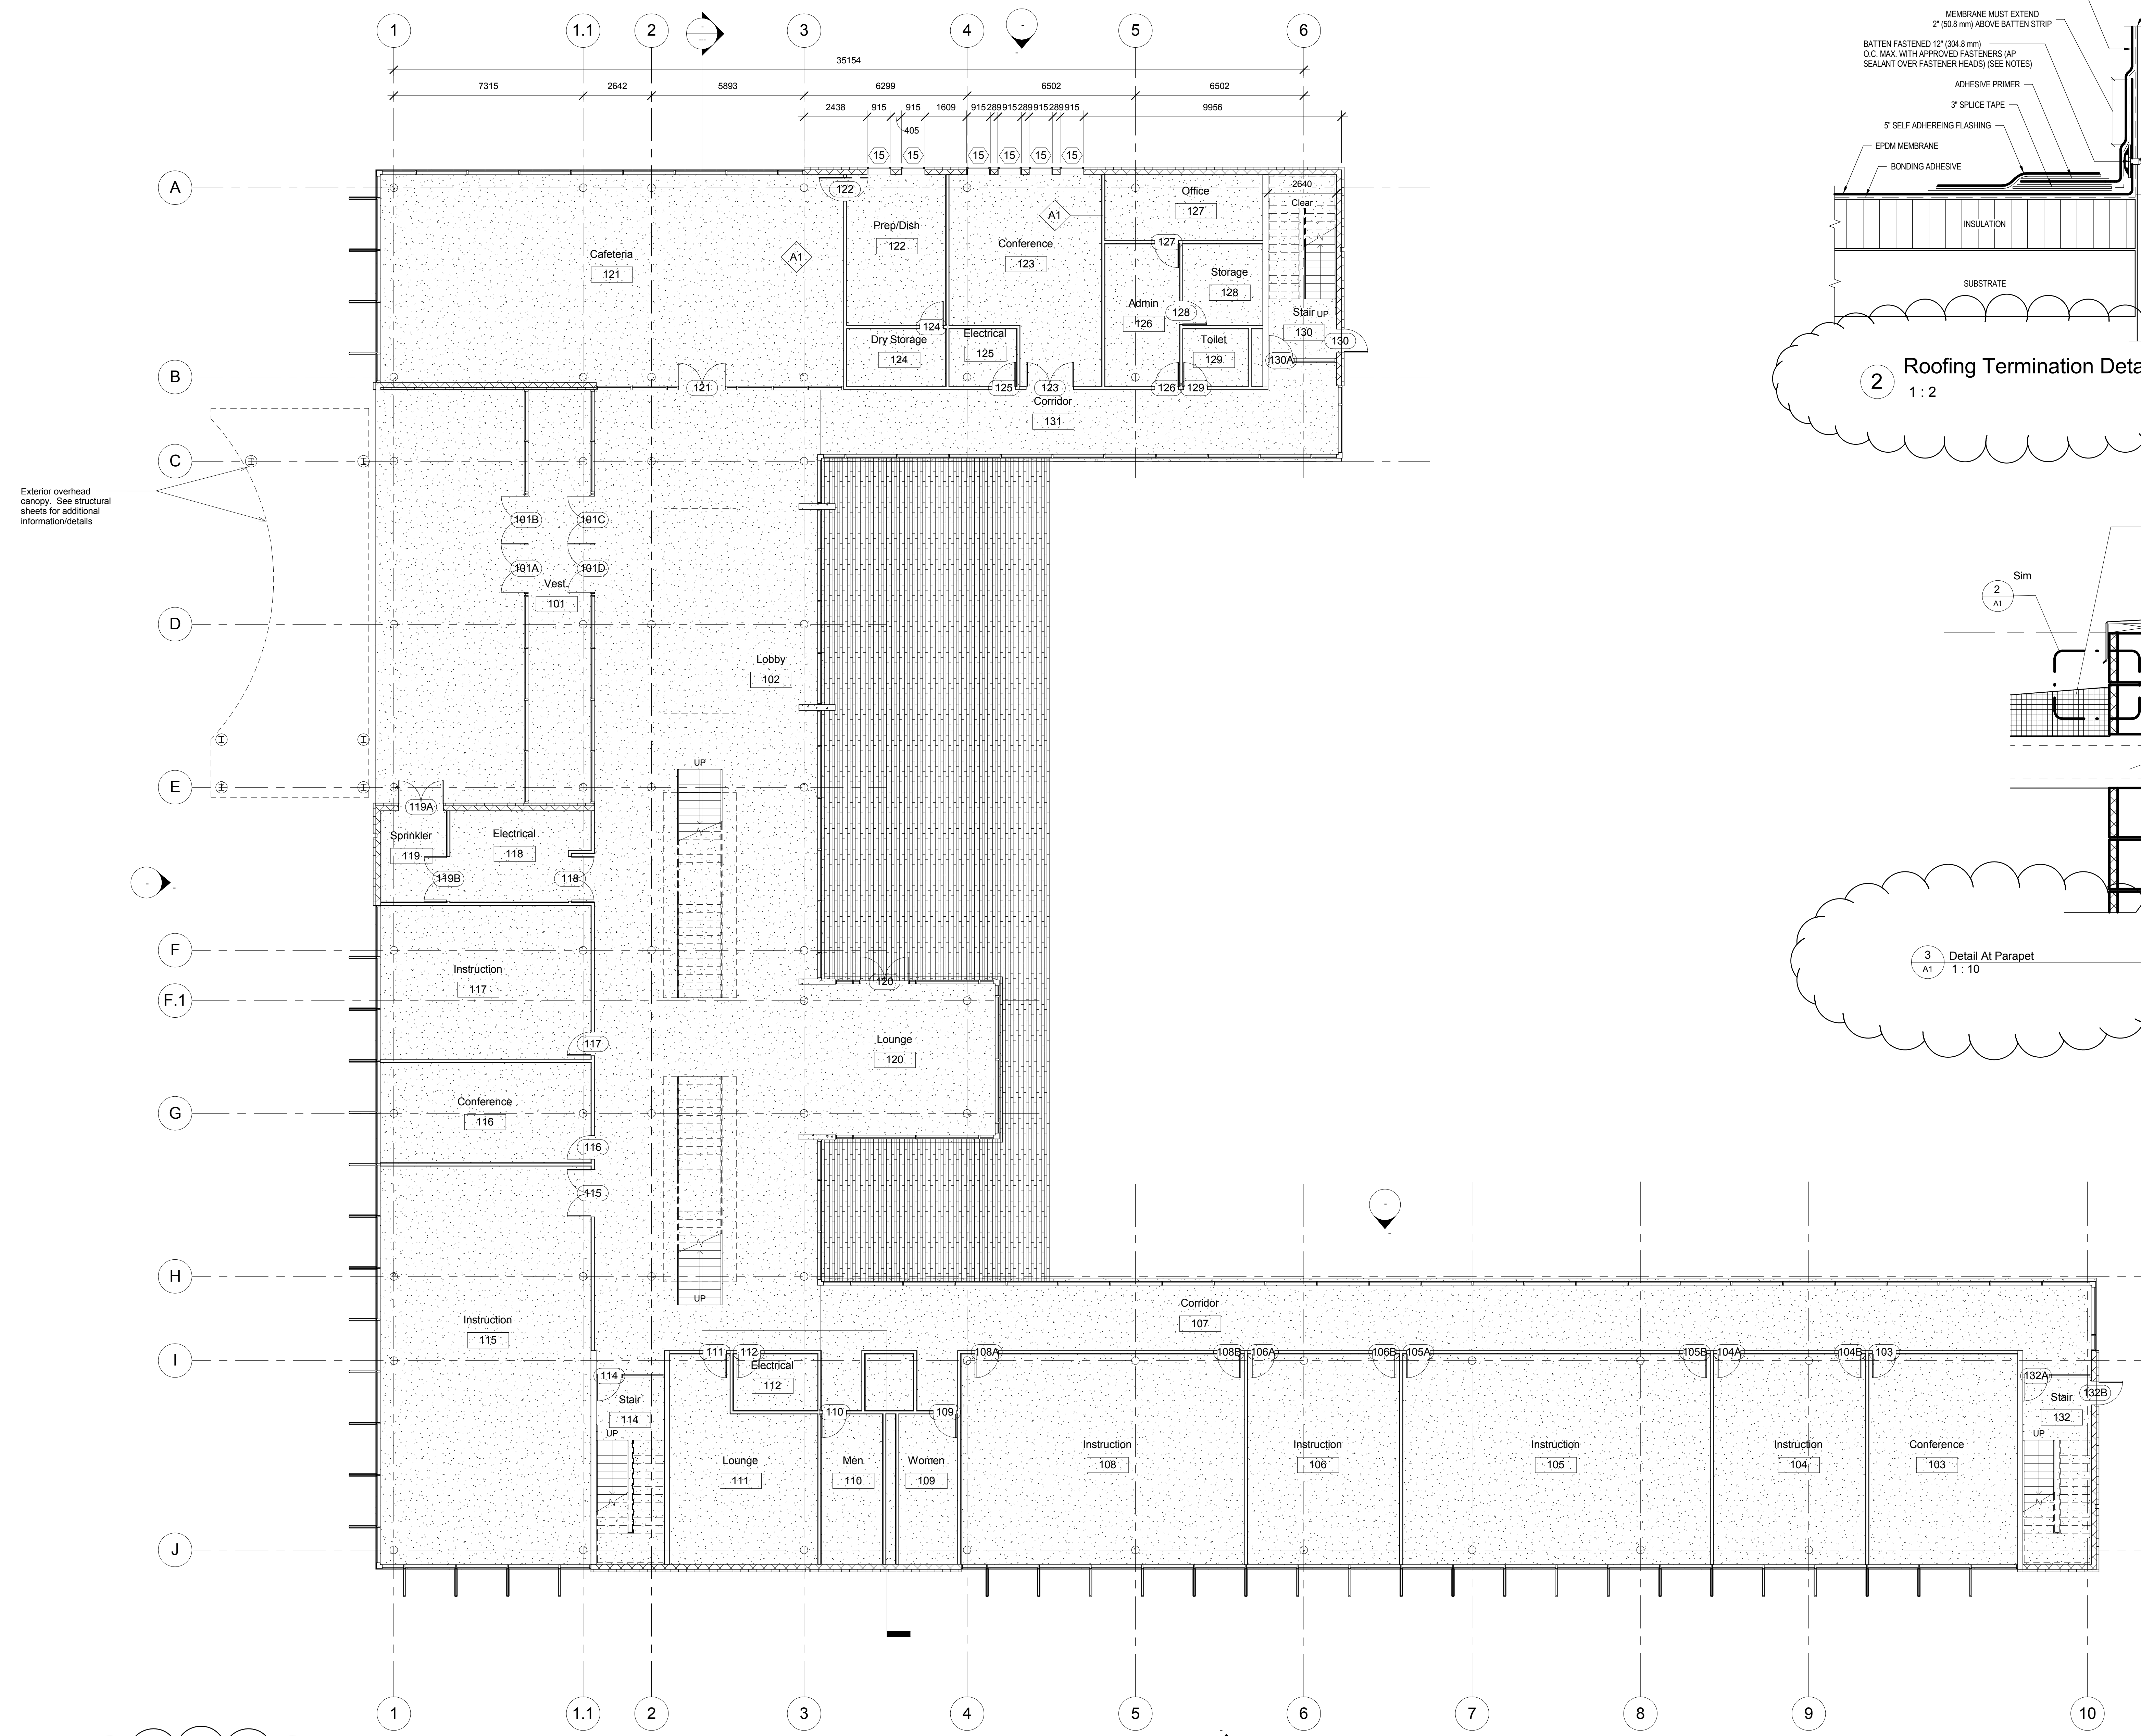 1
1.1
2
3
4
5
6
-
-
-
35154
7315
2642
5893
6299
6502
6502
2438
915
915
1609
915
289
915
289
915
289
915
9956
405
15
15
15
15
15
15
MEMBRANE MUST EXTEND
2" (50.8 mm) ABOVE BATTEN STRIP
BATTEN FASTENED 12" (304.8 mm)
O.C. MAX. WITH APPROVED FASTENERS (AP
SEALANT OVER FASTENER HEADS) (SEE NOTES)
ADHESIVE PRIMER
3" SPLICE TAPE
5" SELF ADHEREING FLASHING
EPDM MEMBRANE
BONDING ADHESIVE
INSULATION
SUBSTRATE
2
Roofing Termination Deta
1 : 2
A
122
Prep/Dish
122
Cafeteria
121
A1
A1
Conference
123
Office
127
127
2640
Clear
Storage
128
128
Admin
126
Stair
UP
130
130
130A
124
Dry Storage
124
Electrical
125
Toilet
129
B
121
125
123
126
129
Corridor
131
C
Exterior overhead
canopy. See structural
sheets for additional
information/details
101B
101C
101A
101D
Vest.
101
D
Lobby
102
Sim
2
A1
UP
E
119A
Sprinkler
119
Electrical
118
119B
118
-
-
F
120
Instruction
117
3
A1
Detail At Parapet
1 : 10
F.1
117
Lounge
120
Conference
116
G
116
115
-
-
H
UP
Corridor
107
Instruction
115
I
111
112
108A
108B
106A
106B
105A
105B
104A
104B
103
Electrical
112
114
Stair
114
UP
110
109
132A
132B
Stair
132
UP
Lounge
111
Men
110
Women
109
Instruction
108
Instruction
106
Instruction
105
Instruction
104
Conference
103
J
1
1.1
2
3
4
5
6
7
8
9
10